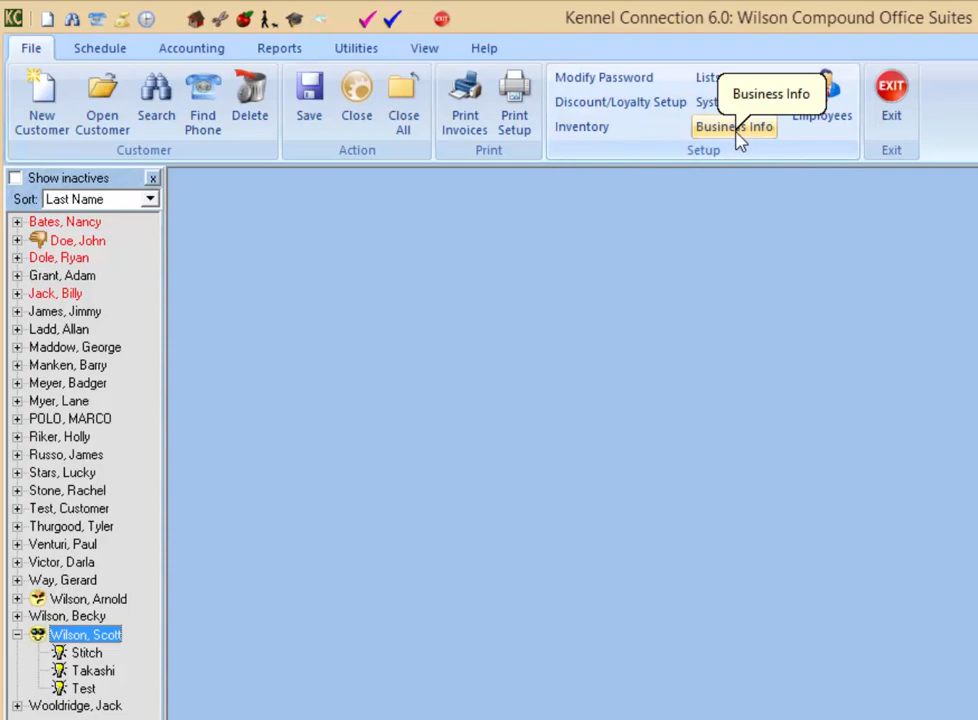 KC
EXIT
Kennel Connection 6.0: Wilson Compound Office Suites
File Schedule Accounting Reports Utilities View Help
New Customer
Open Customer
Search
Find Phone
Delete
Customer
Save
Close
Close All
Action
Print Invoices
Print Setup
Print
Modify Password
Discount/Loyalty Setup
Inventory
Business Info
Business Info
Employees
Setup
EXIT
Exit
Exit
Show inactives x
Sort: Last Name
Bates, Nancy
Doe, John
Dole, Ryan
Grant, Adam
Jack, Billy
James, Jimmy
Ladd, Allan
Maddow, George
Manken, Barry
Meyer, Badger
Myer, Lane
POLO, MARCO
Riker, Holly
Russo, James
Stars, Lucky
Stone, Rachel
Test, Customer
Thurgood, Tyler
Venturi, Paul
Victor, Darla
Way, Gerard
Wilson, Arnold
Wilson, Becky
Wilson, Scott
Stitch
Takashi
Test
Wooldridge, Jack